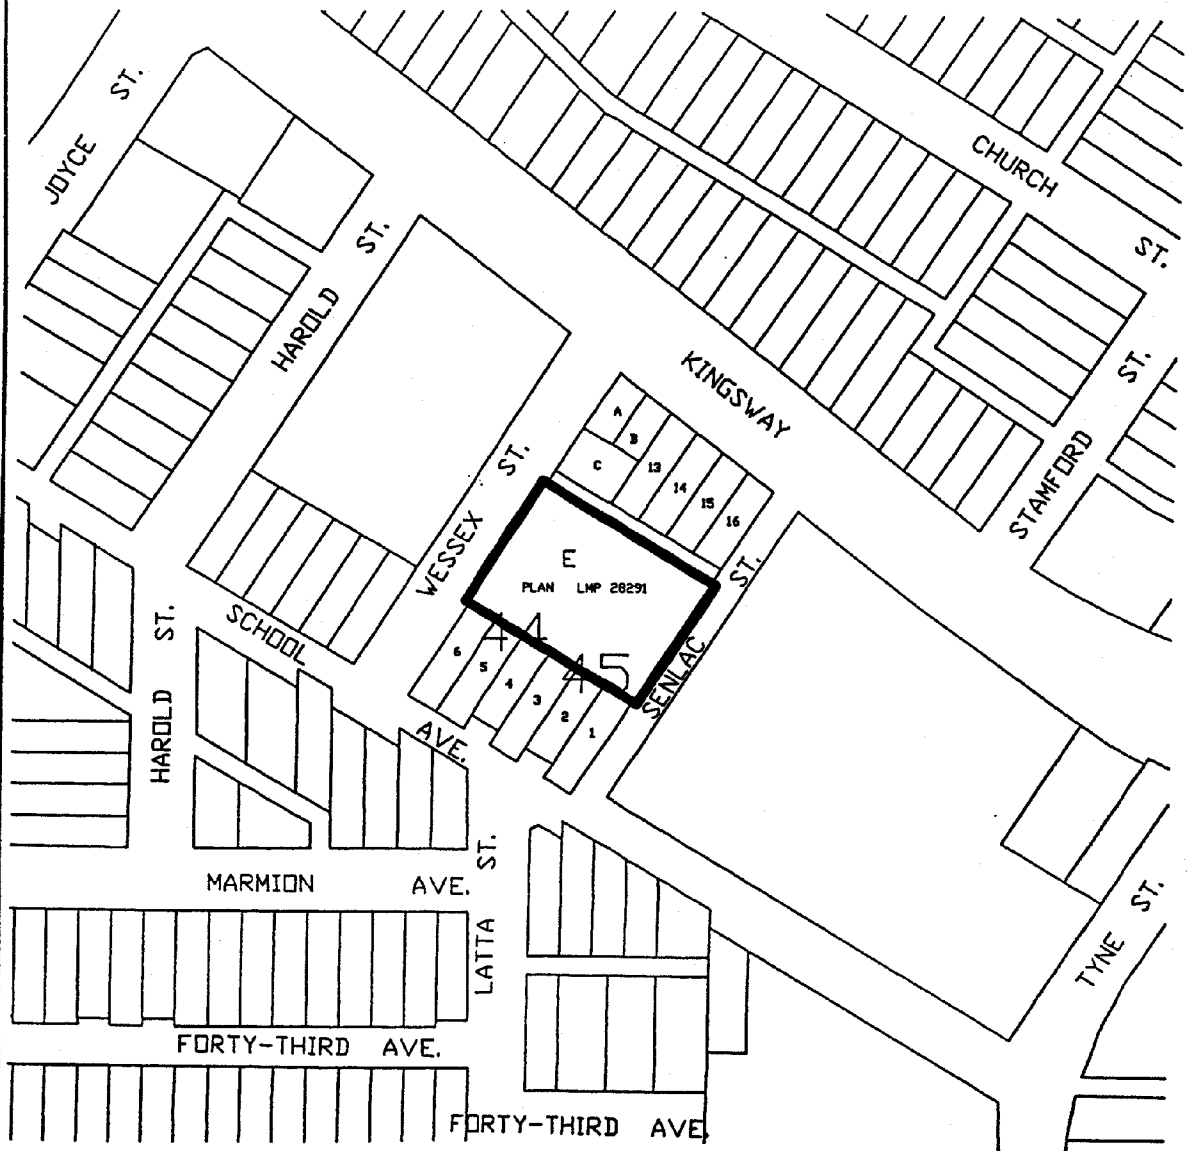 JOYCE ST.
CHURCH ST.
HAROLD ST.
KINGSWAY
STAMFORD ST.
A
B
C
13
14
15
16
WESSEX ST.
E
PLAN LMP 28291
SENLAC ST.
44
45
6
5
4
3
2
1
SCHOOL AVE.
HAROLD ST.
MARMION AVE.
LATTA ST.
TYNE ST.
FORTY-THIRD AVE.
FORTY-THIRD AVE.